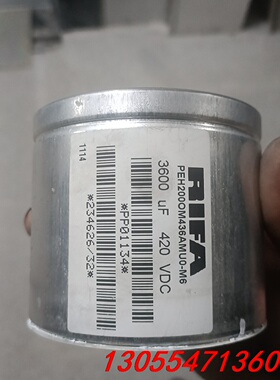 RIFA
PEH200OM436AMU0-M6
3600 uF 420 VDC
*PP01134*
*234626/32*
1114
13055471360